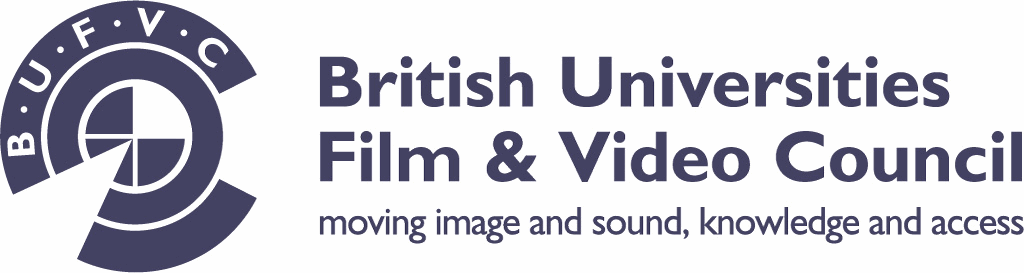 B·U·F·V·C
British Universities
Film & Video Council
moving image and sound, knowledge and access